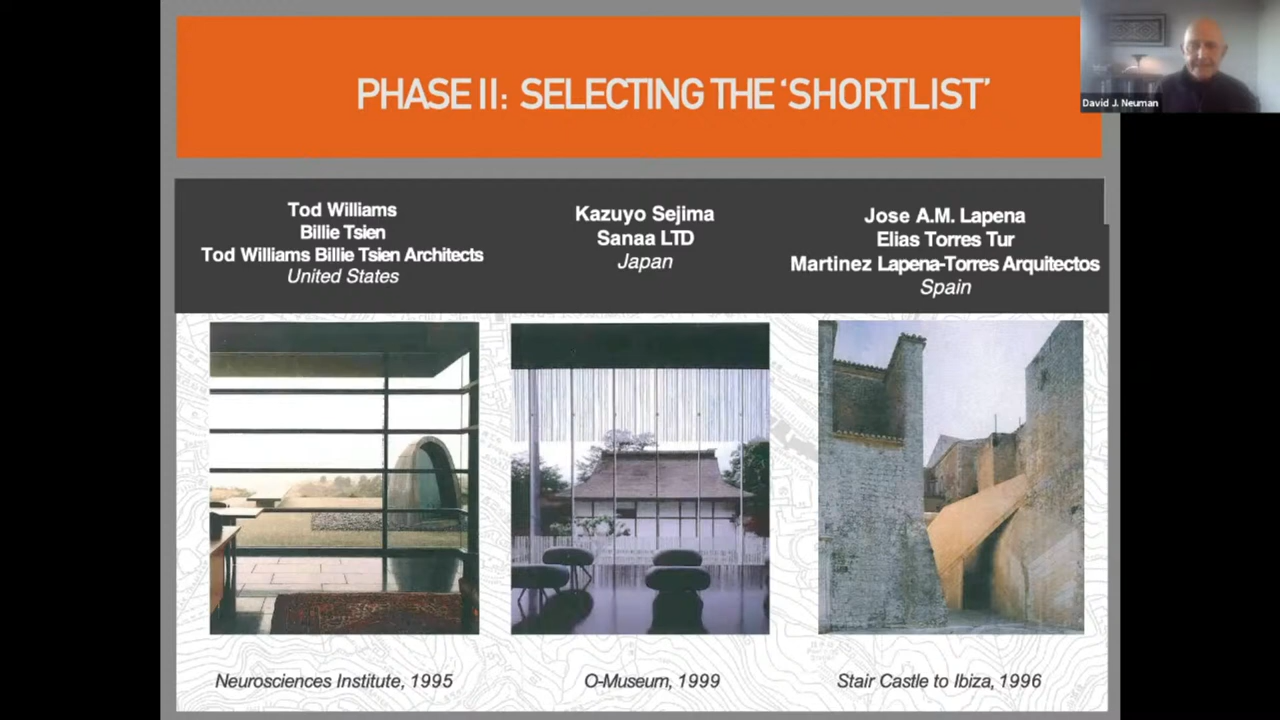 PHASE II: SELECTING THE ‘SHORTLIST’
David J. Neuman
Tod Williams
Billie Tsien
Tod Williams Billie Tsien Architects
United States
Kazuyo Sejima
Sanaa LTD
Japan
Jose A.M. Lapena
Elias Torres Tur
Martinez Lapena-Torres Arquitectos
Spain
Neurosciences Institute, 1995
O-Museum, 1999
Stair Castle to Ibiza, 1996